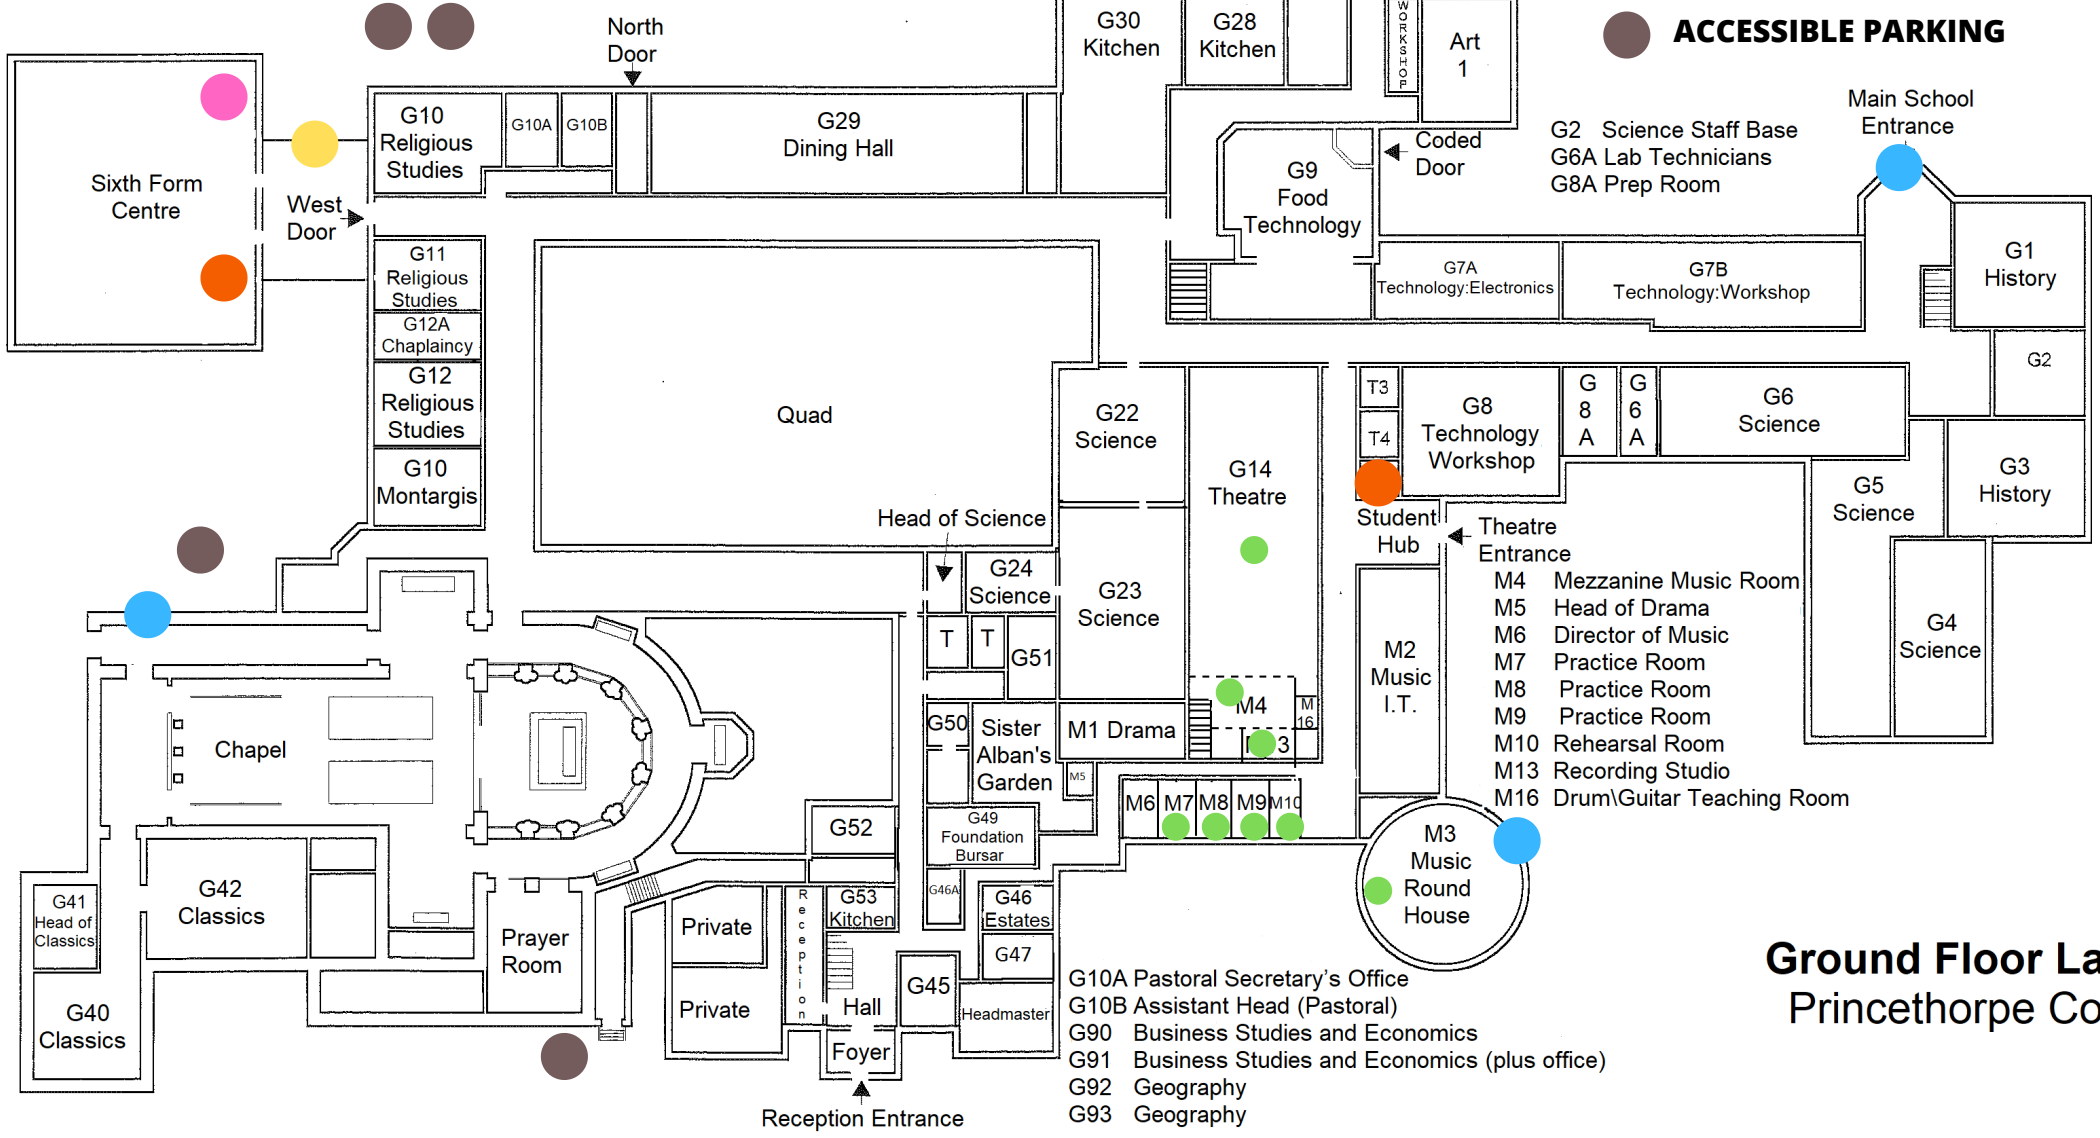 North
Door
G30
Kitchen
G28
Kitchen
WORKSHOP
Art
1
ACCESSIBLE PARKING
Main School
Entrance
G2 Science Staff Base
G6A Lab Technicians
G8A Prep Room
Sixth Form
Centre
West
Door
G10
Religious
Studies
G10A
G10B
G29
Dining Hall
Coded
Door
G9
Food
Technology
G11
Religious
Studies
G12A
Chaplaincy
G12
Religious
Studies
G10
Montargis
Quad
G7A
Technology:Electronics
G7B
Technology:Workshop
G1
History
G2
G22
Science
G14
Theatre
T3
T4
G8
Technology
Workshop
G
8
A
G
6
A
G6
Science
G3
History
G5
Science
G4
Science
Head of Science
Student
Hub
Theatre
Entrance
G24
Science
G23
Science
T
T
G51
M2
Music
I.T.
M4 Mezzanine Music Room
M5 Head of Drama
M6 Director of Music
M7 Practice Room
M8 Practice Room
M9 Practice Room
M10 Rehearsal Room
M13 Recording Studio
M16 Drum\Guitar Teaching Room
M4
M
16
3
Chapel
G50
Sister
Alban's
Garden
M1 Drama
M5
M6
M7
M8
M9
M10
G52
G49
Foundation
Bursar
M3
Music
Round
House
G41
Head of
Classics
G42
Classics
G40
Classics
Prayer
Room
Private
Private
Reception
G53
Kitchen
Hall
Foyer
G46A
G46
Estates
G47
G45
Headmaster
Reception Entrance
G10A Pastoral Secretary’s Office
G10B Assistant Head (Pastoral)
G90 Business Studies and Economics
G91 Business Studies and Economics (plus office)
G92 Geography
G93 Geography
Ground Floor La
Princethorpe Co